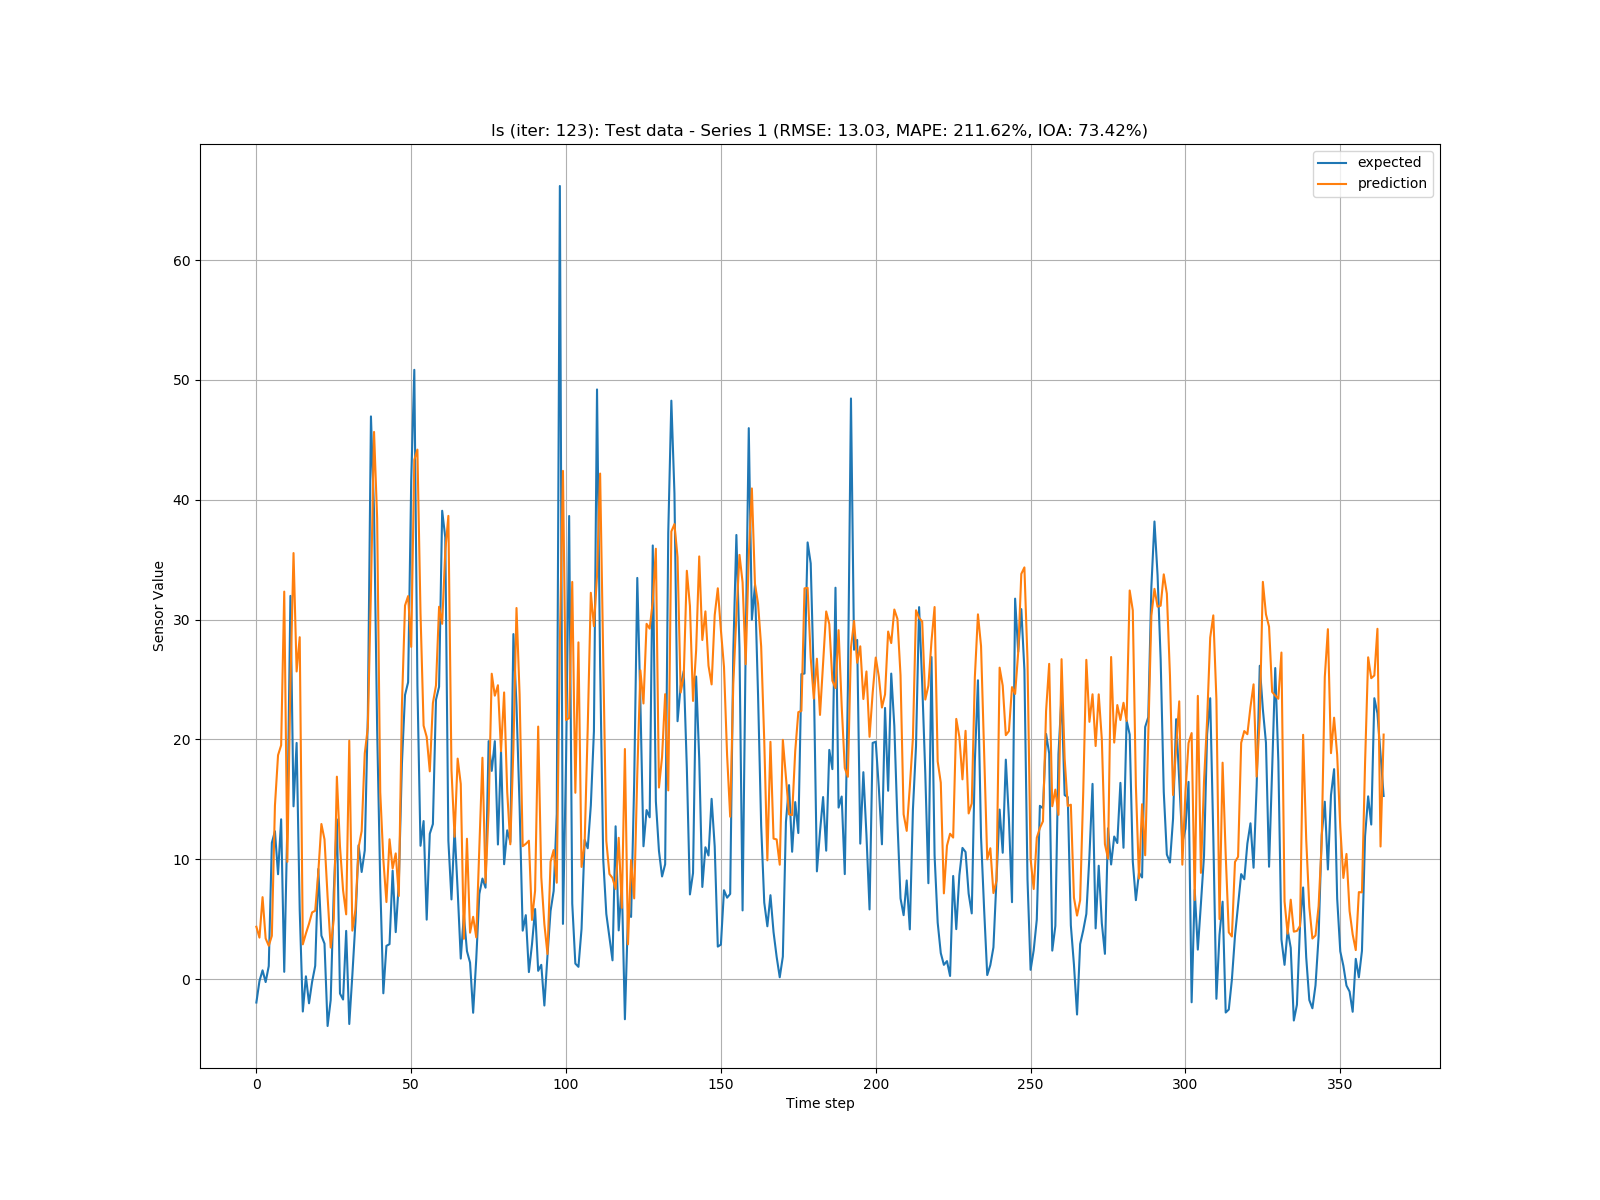 ls (iter: 123): Test data - Series 1 (RMSE: 13.03, MAPE: 211.62%, IOA: 73.42%)
expected
prediction
60
50
40
30
20
10
0
Sensor Value
0 50 100 150 200 250 300 350
Time step